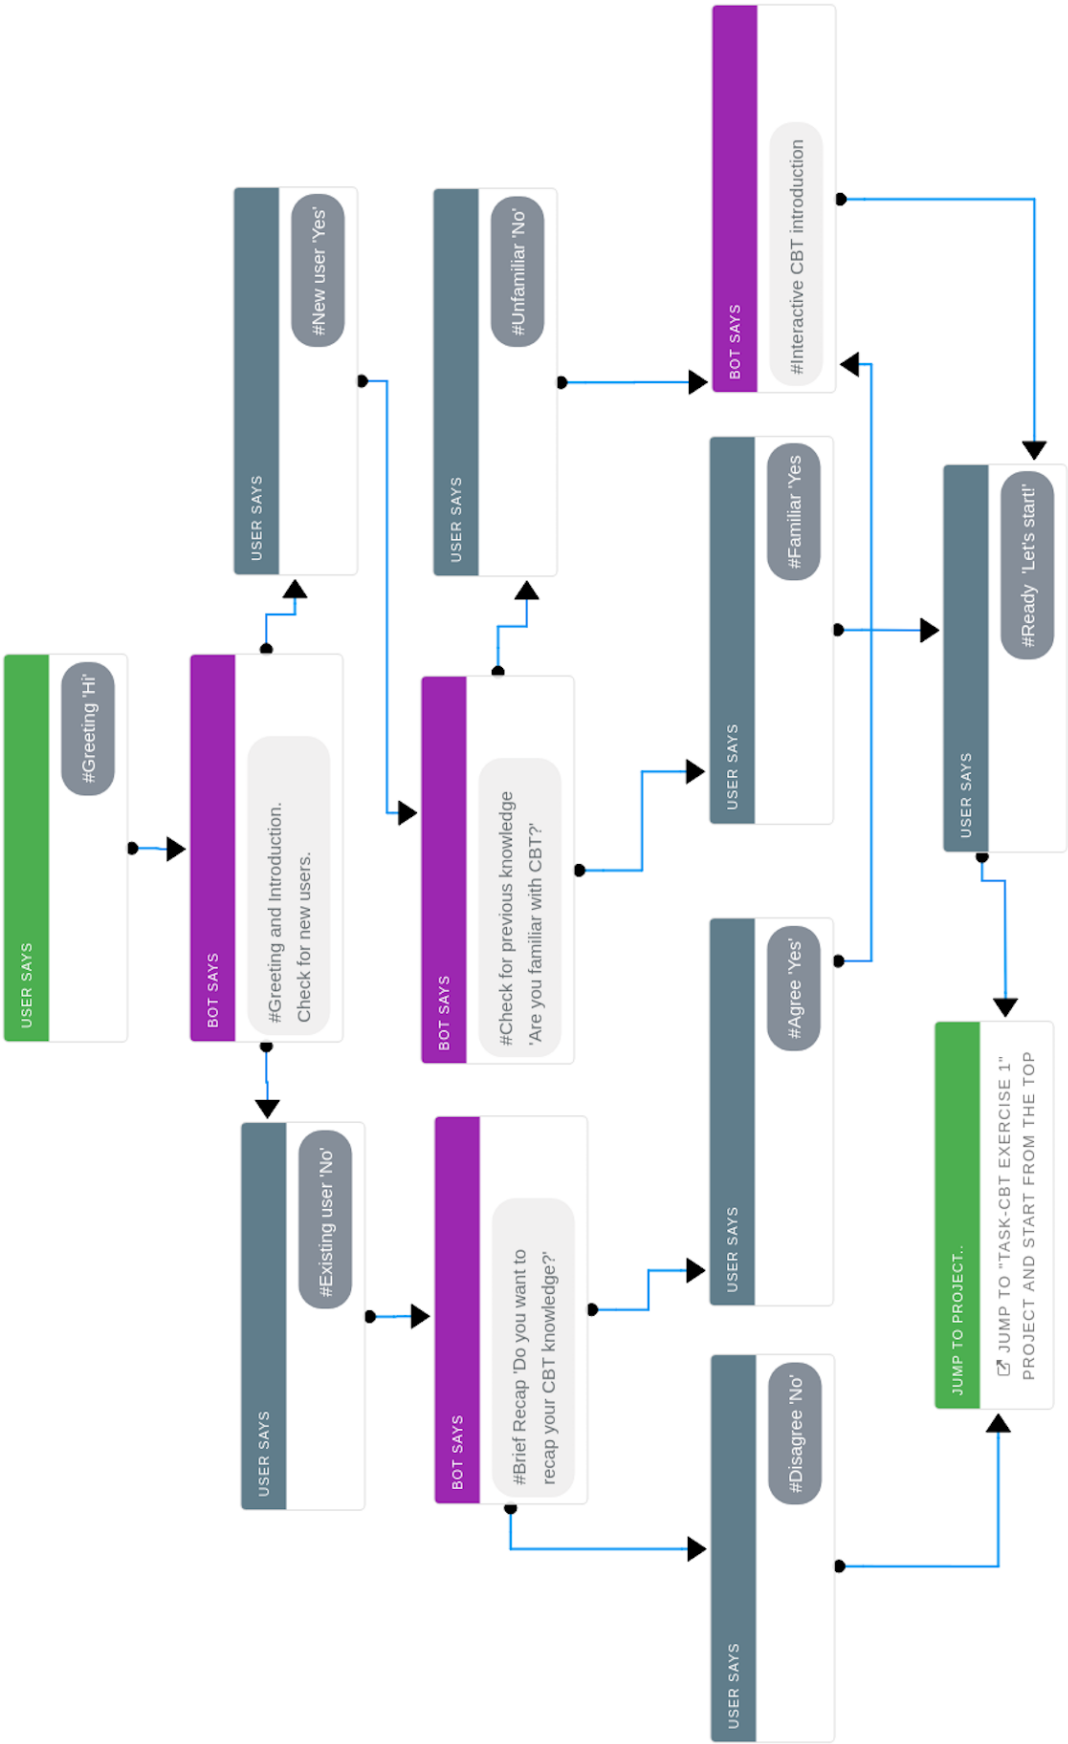 USER SAYS
#Greeting 'Hi'
BOT SAYS
#Greeting and Introduction.
Check for new users.
USER SAYS
#Existing user 'No'
USER SAYS
#New user 'Yes'
BOT SAYS
#Brief Recap 'Do you want to
recap your CBT knowledge?'
BOT SAYS
#Check for previous knowledge
'Are you familiar with CBT?'
USER SAYS
#Unfamiliar 'No'
USER SAYS
#Disagree 'No'
USER SAYS
#Agree 'Yes'
USER SAYS
#Familiar 'Yes
BOT SAYS
#Interactive CBT introduction
JUMP TO PROJECT..
JUMP TO "TASK-CBT EXERCISE 1"
PROJECT AND START FROM THE TOP
USER SAYS
#Ready 'Let's start!'